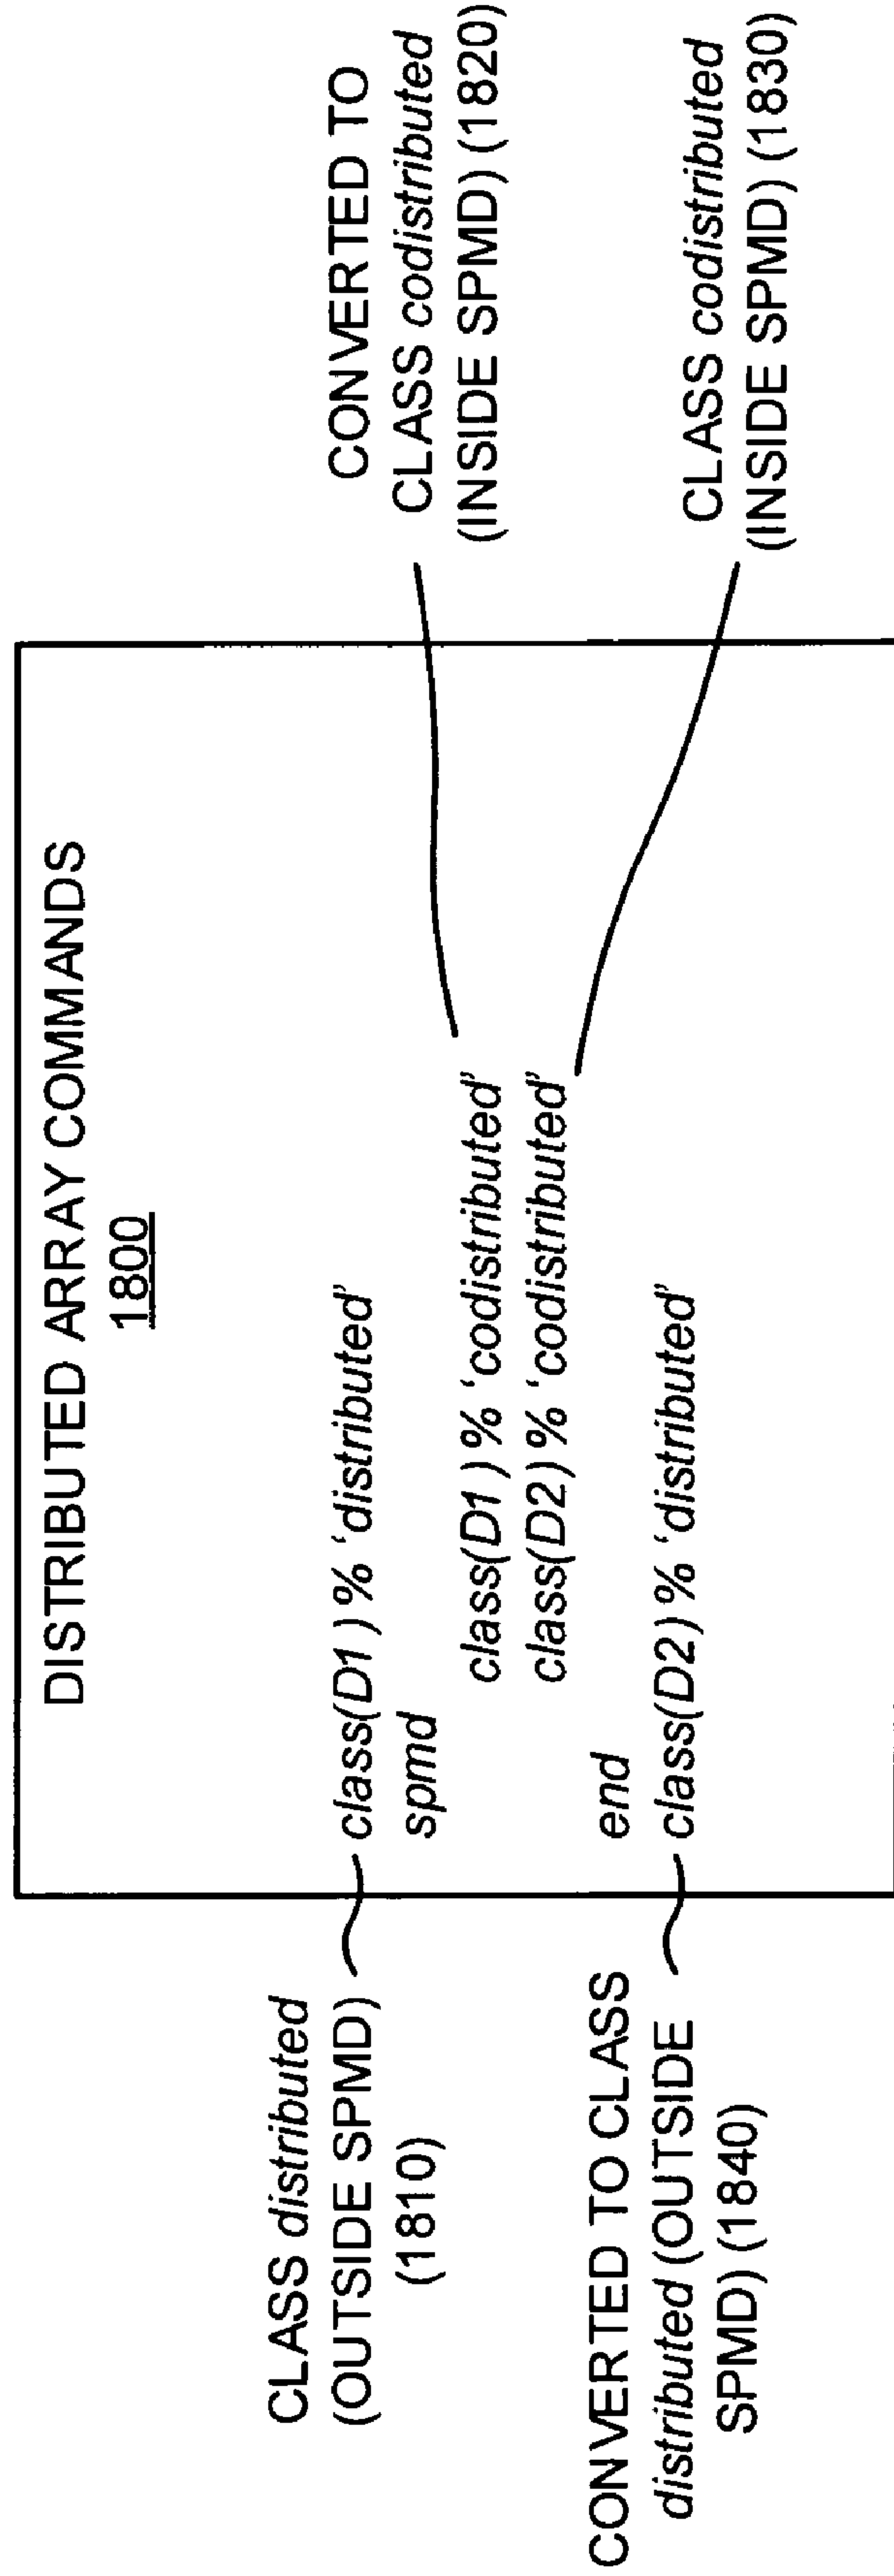 DISTRIBUTED ARRAY COMMANDS
1800
CLASS distributed
(OUTSIDE SPMD)
(1810)
class(D1) % ‘distributed’
spmd
class(D1) % ‘codistributed’
class(D2) % ‘codistributed’
end
class(D2) % ‘distributed’
CONVERTED TO CLASS
distributed (OUTSIDE
SPMD) (1840)
CONVERTED TO
CLASS codistributed
(INSIDE SPMD) (1820)
CLASS codistributed
(INSIDE SPMD) (1830)